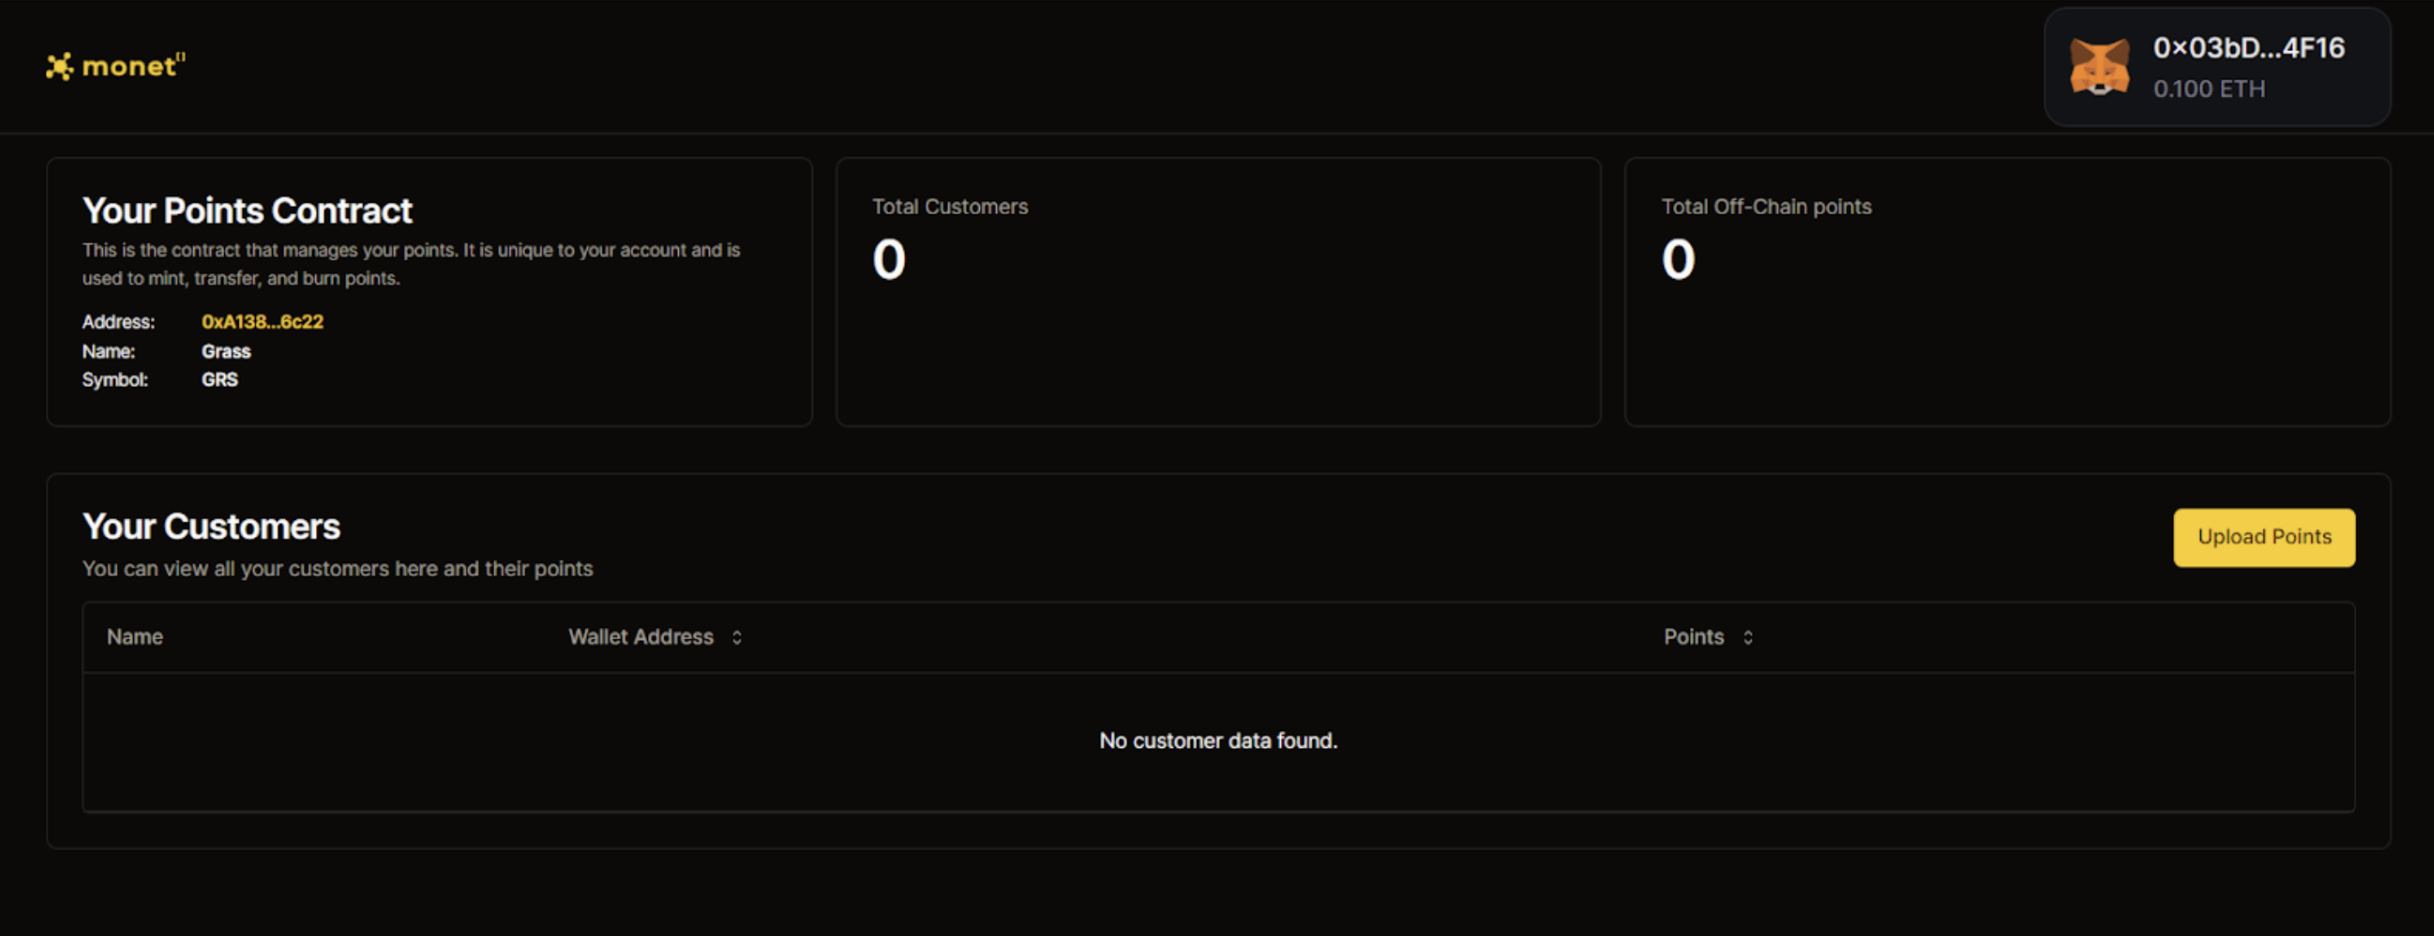 monet
0x03bD...4F16
0.100 ETH
Your Points Contract
This is the contract that manages your points. It is unique to your account and is
used to mint, transfer, and burn points.
Address: 0xA138...6c22
Name: Grass
Symbol: GRS
Total Customers
0
Total Off-Chain points
0
Your Customers
You can view all your customers here and their points
Upload Points
Name Wallet Address Points
No customer data found.